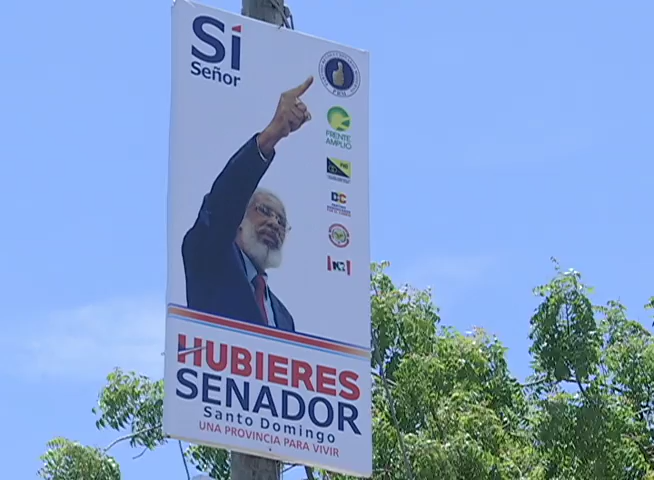 Sí
Señor
FRENTE
AMPLIO
HUBIERES
SENADOR
Santo Domingo
UNA PROVINCIA PARA VIVIR